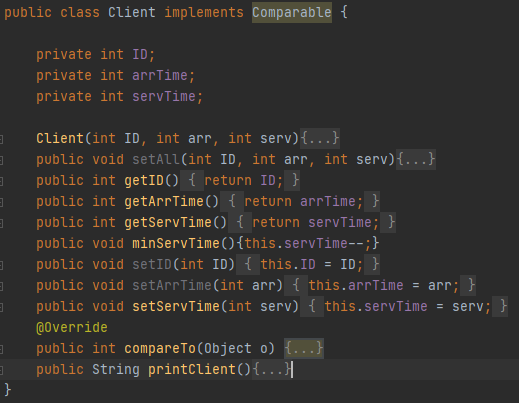 public class Client implements Comparable {
private int ID;
private int arrTime;
private int servTime;
Client(int ID, int arr, int serv){...}
public void setAll(int ID, int arr, int serv){...}
public int getID() { return ID; }
public int getArrTime() { return arrTime; }
public int getServTime() { return servTime; }
public void minServTime(){this.servTime--;}
public void setID(int ID) { this.ID = ID; }
public void setArrTime(int arr) { this.arrTime = arr; }
public void setServTime(int serv) { this.servTime = serv; }
@Override
public int compareTo(Object o) {...}
public String printClient(){...}
}